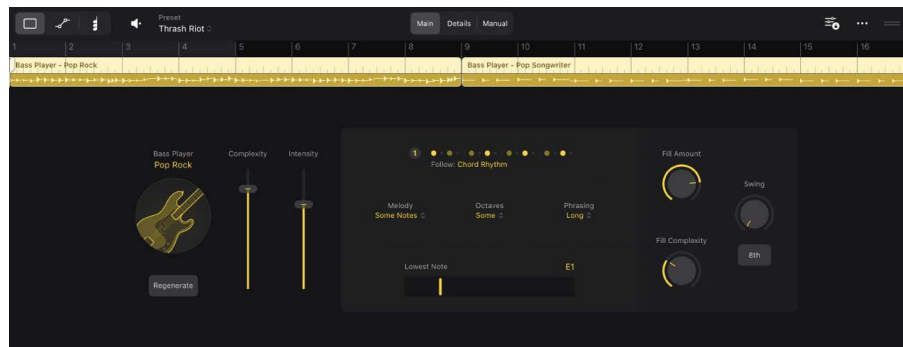 Preset
Thrash Riot
Main Details Manual
1 2 3 4 5 6 7 8 9 10 11 12 13 14 15 16
Bass Player - Pop Rock
Bass Player - Pop Songwriter
Bass Player
Pop Rock
Complexity
Intensity
1
Follow: Chord Rhythm
Fill Amount
Swing
Melody
Some Notes
Octaves
Some
Phrasing
Long
Fill Complexity
8th
Lowest Note
E1
Regenerate